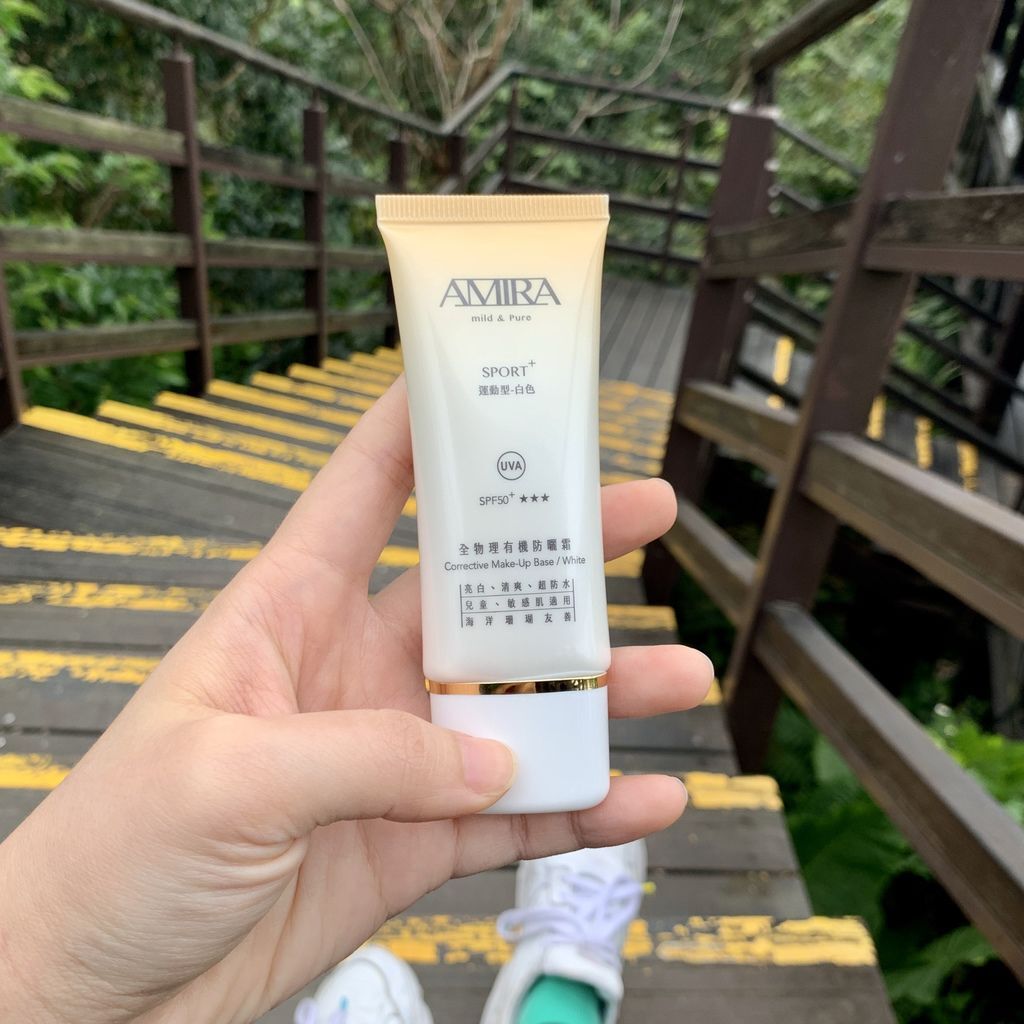 AMIRA
mild & Pure
SPORT+
運動型-白色
UVA
SPF50+ ★★★
全物理有機防曬霜
Corrective Make-Up Base / White
亮白、清爽、超防水
兒童、敏感肌適用
海洋珊瑚友善